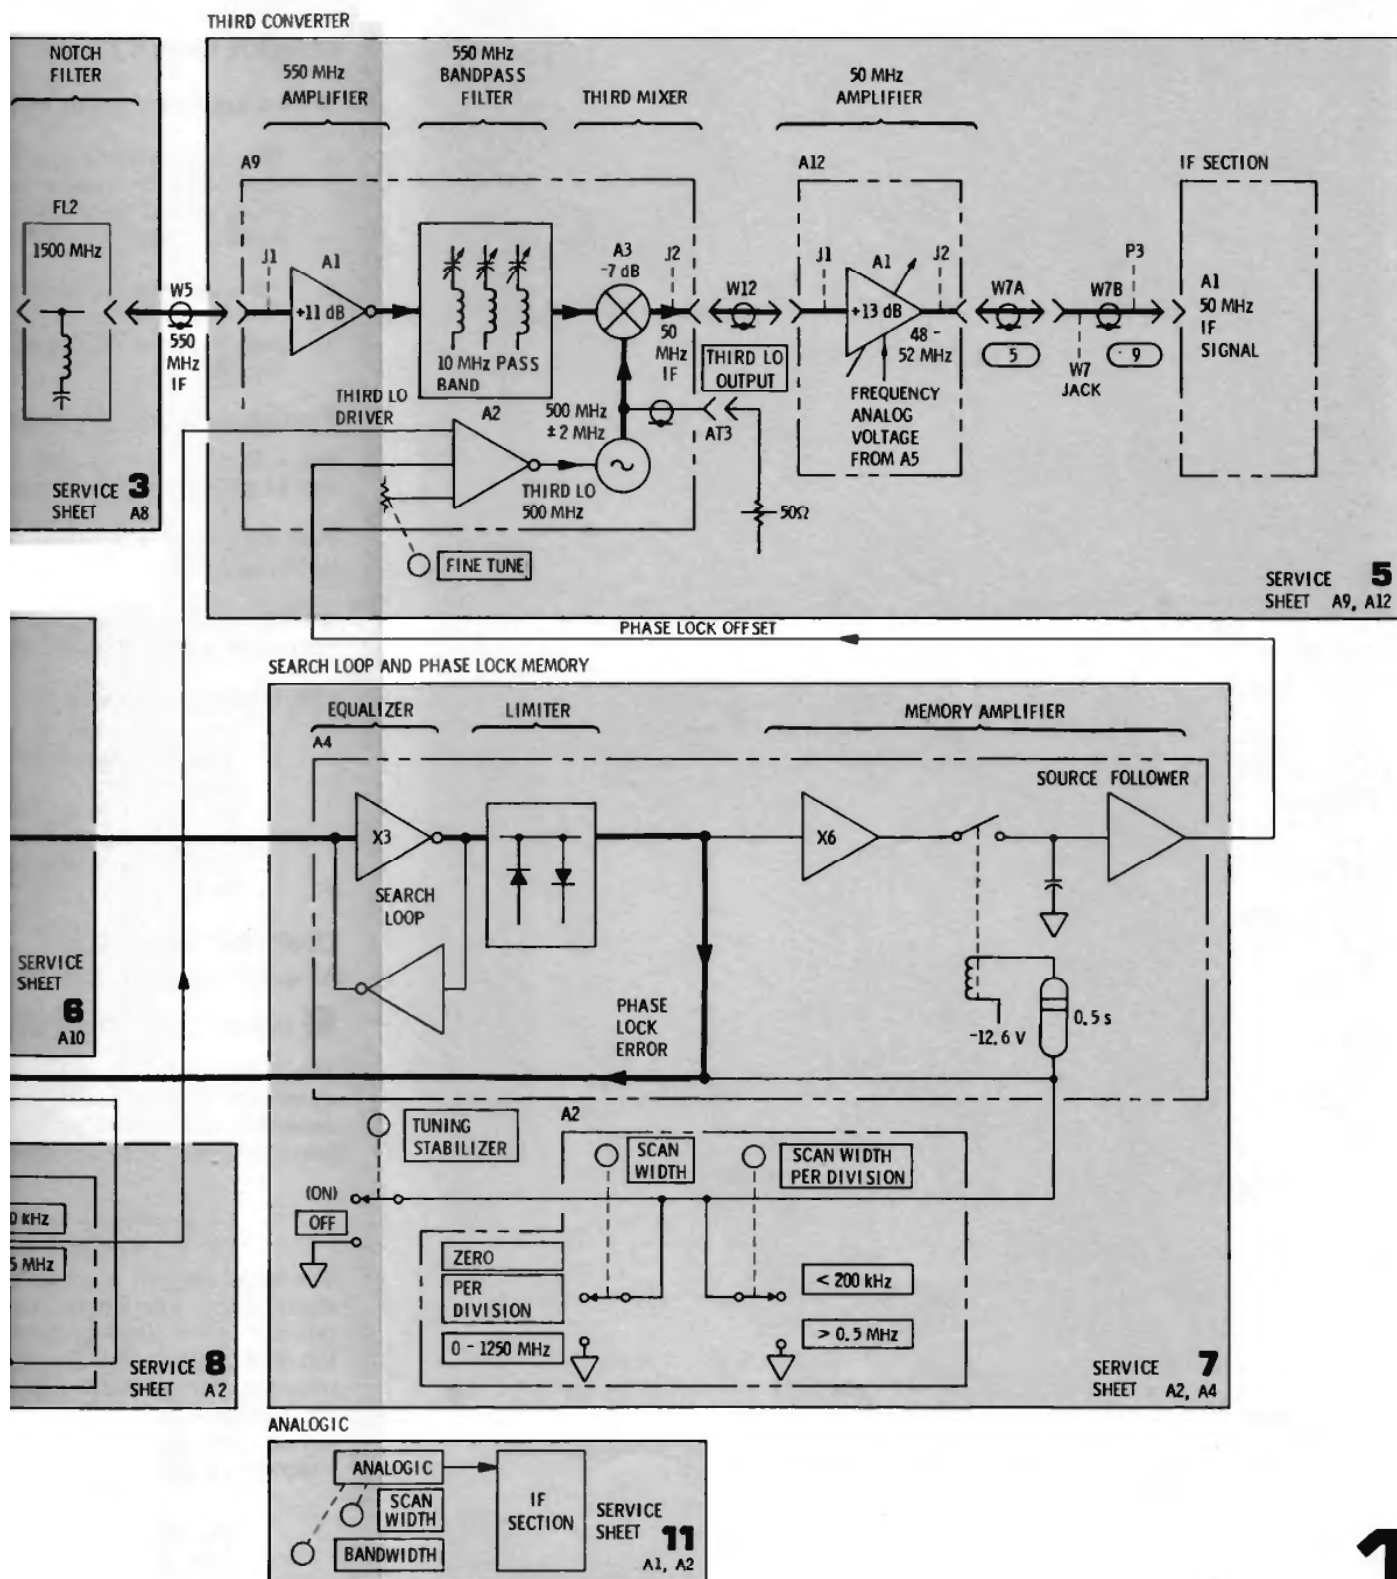 THIRD CONVERTER
NOTCH
FILTER
550 MHz
AMPLIFIER
550 MHz
BANDPASS
FILTER
THIRD MIXER
50 MHz
AMPLIFIER
A9
A12
IF SECTION
FL2
1500 MHz
J1
A1
+11 dB
10 MHz PASS
BAND
A3
-7 dB
J2
W5
550
MHz
IF
50
MHz
IF
W12
THIRD LO
OUTPUT
J1
A1
+13 dB
J2
48 -
52 MHz
W7A
5
W7B
9
P3
W7
JACK
A1
50 MHz
IF
SIGNAL
THIRD LO
DRIVER
A2
500 MHz
± 2 MHz
AT3
FREQUENCY
ANALOG
VOLTAGE
FROM A5
THIRD LO
500 MHz
50Ω
FINE TUNE
SERVICE 3
SHEET A8
SERVICE 5
SHEET A9, A12
PHASE LOCK OFFSET
SEARCH LOOP AND PHASE LOCK MEMORY
EQUALIZER
LIMITER
MEMORY AMPLIFIER
A4
SOURCE FOLLOWER
X3
X6
SEARCH
LOOP
SERVICE
SHEET
6
A10
PHASE
LOCK
ERROR
-12.6 V
0.5 s
A2
TUNING
STABILIZER
SCAN
WIDTH
SCAN WIDTH
PER DIVISION
(ON)
OFF
0 kHz
5 MHz
ZERO
PER
DIVISION
0 - 1250 MHz
< 200 kHz
> 0.5 MHz
SERVICE 8
SHEET A2
SERVICE 7
SHEET A2, A4
ANALOGIC
ANALOGIC
SCAN
WIDTH
BANDWIDTH
IF
SECTION
SERVICE
SHEET 11
A1, A2
1